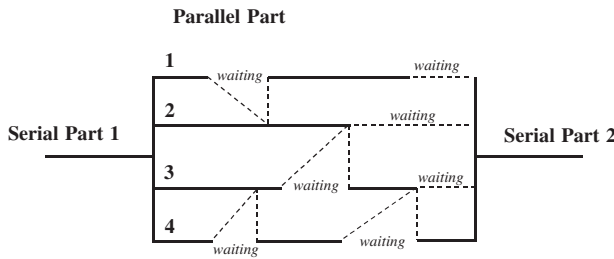 Parallel Part
1
waiting
waiting
2
waiting
Serial Part 1
Serial Part 2
3
waiting
waiting
4
waiting
waiting